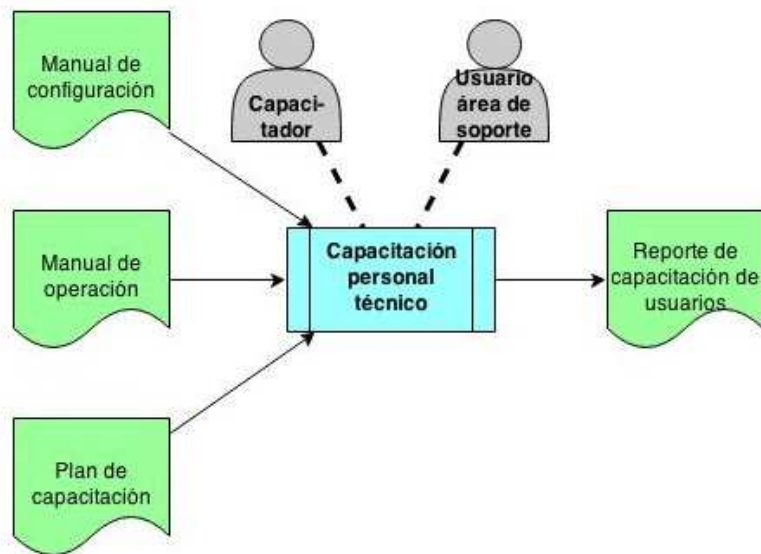 Manual de
configuración
Capaci-
tador
Usuario
área de
soporte
Manual de
operación
Capacitación
personal
técnico
Reporte de
capacitación de
usuarios
Plan de
capacitación